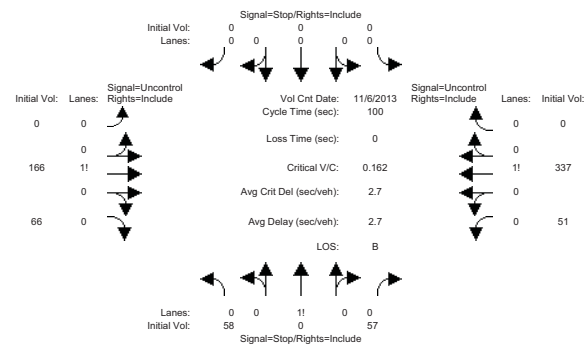 Signal=Stop/Rights=Include
Initial Vol: 0 0 0
Lanes: 0 0 0 0 0
Signal=Uncontrol
Initial Vol: Lanes: Rights=Include
Vol Cnt Date: 11/6/2013
Signal=Uncontrol
Rights=Include Lanes: Initial Vol:
Cycle Time (sec): 100
0 0
0 0
Loss Time (sec): 0
0
0
166 1!
Critical V/C: 0.162
1! 337
0
Avg Crit Del (sec/veh): 2.7
0
66 0
Avg Delay (sec/veh): 2.7
0 51
LOS: B
Lanes: 0 0 1! 0 0
Initial Vol: 58 0 57
Signal=Stop/Rights=Include